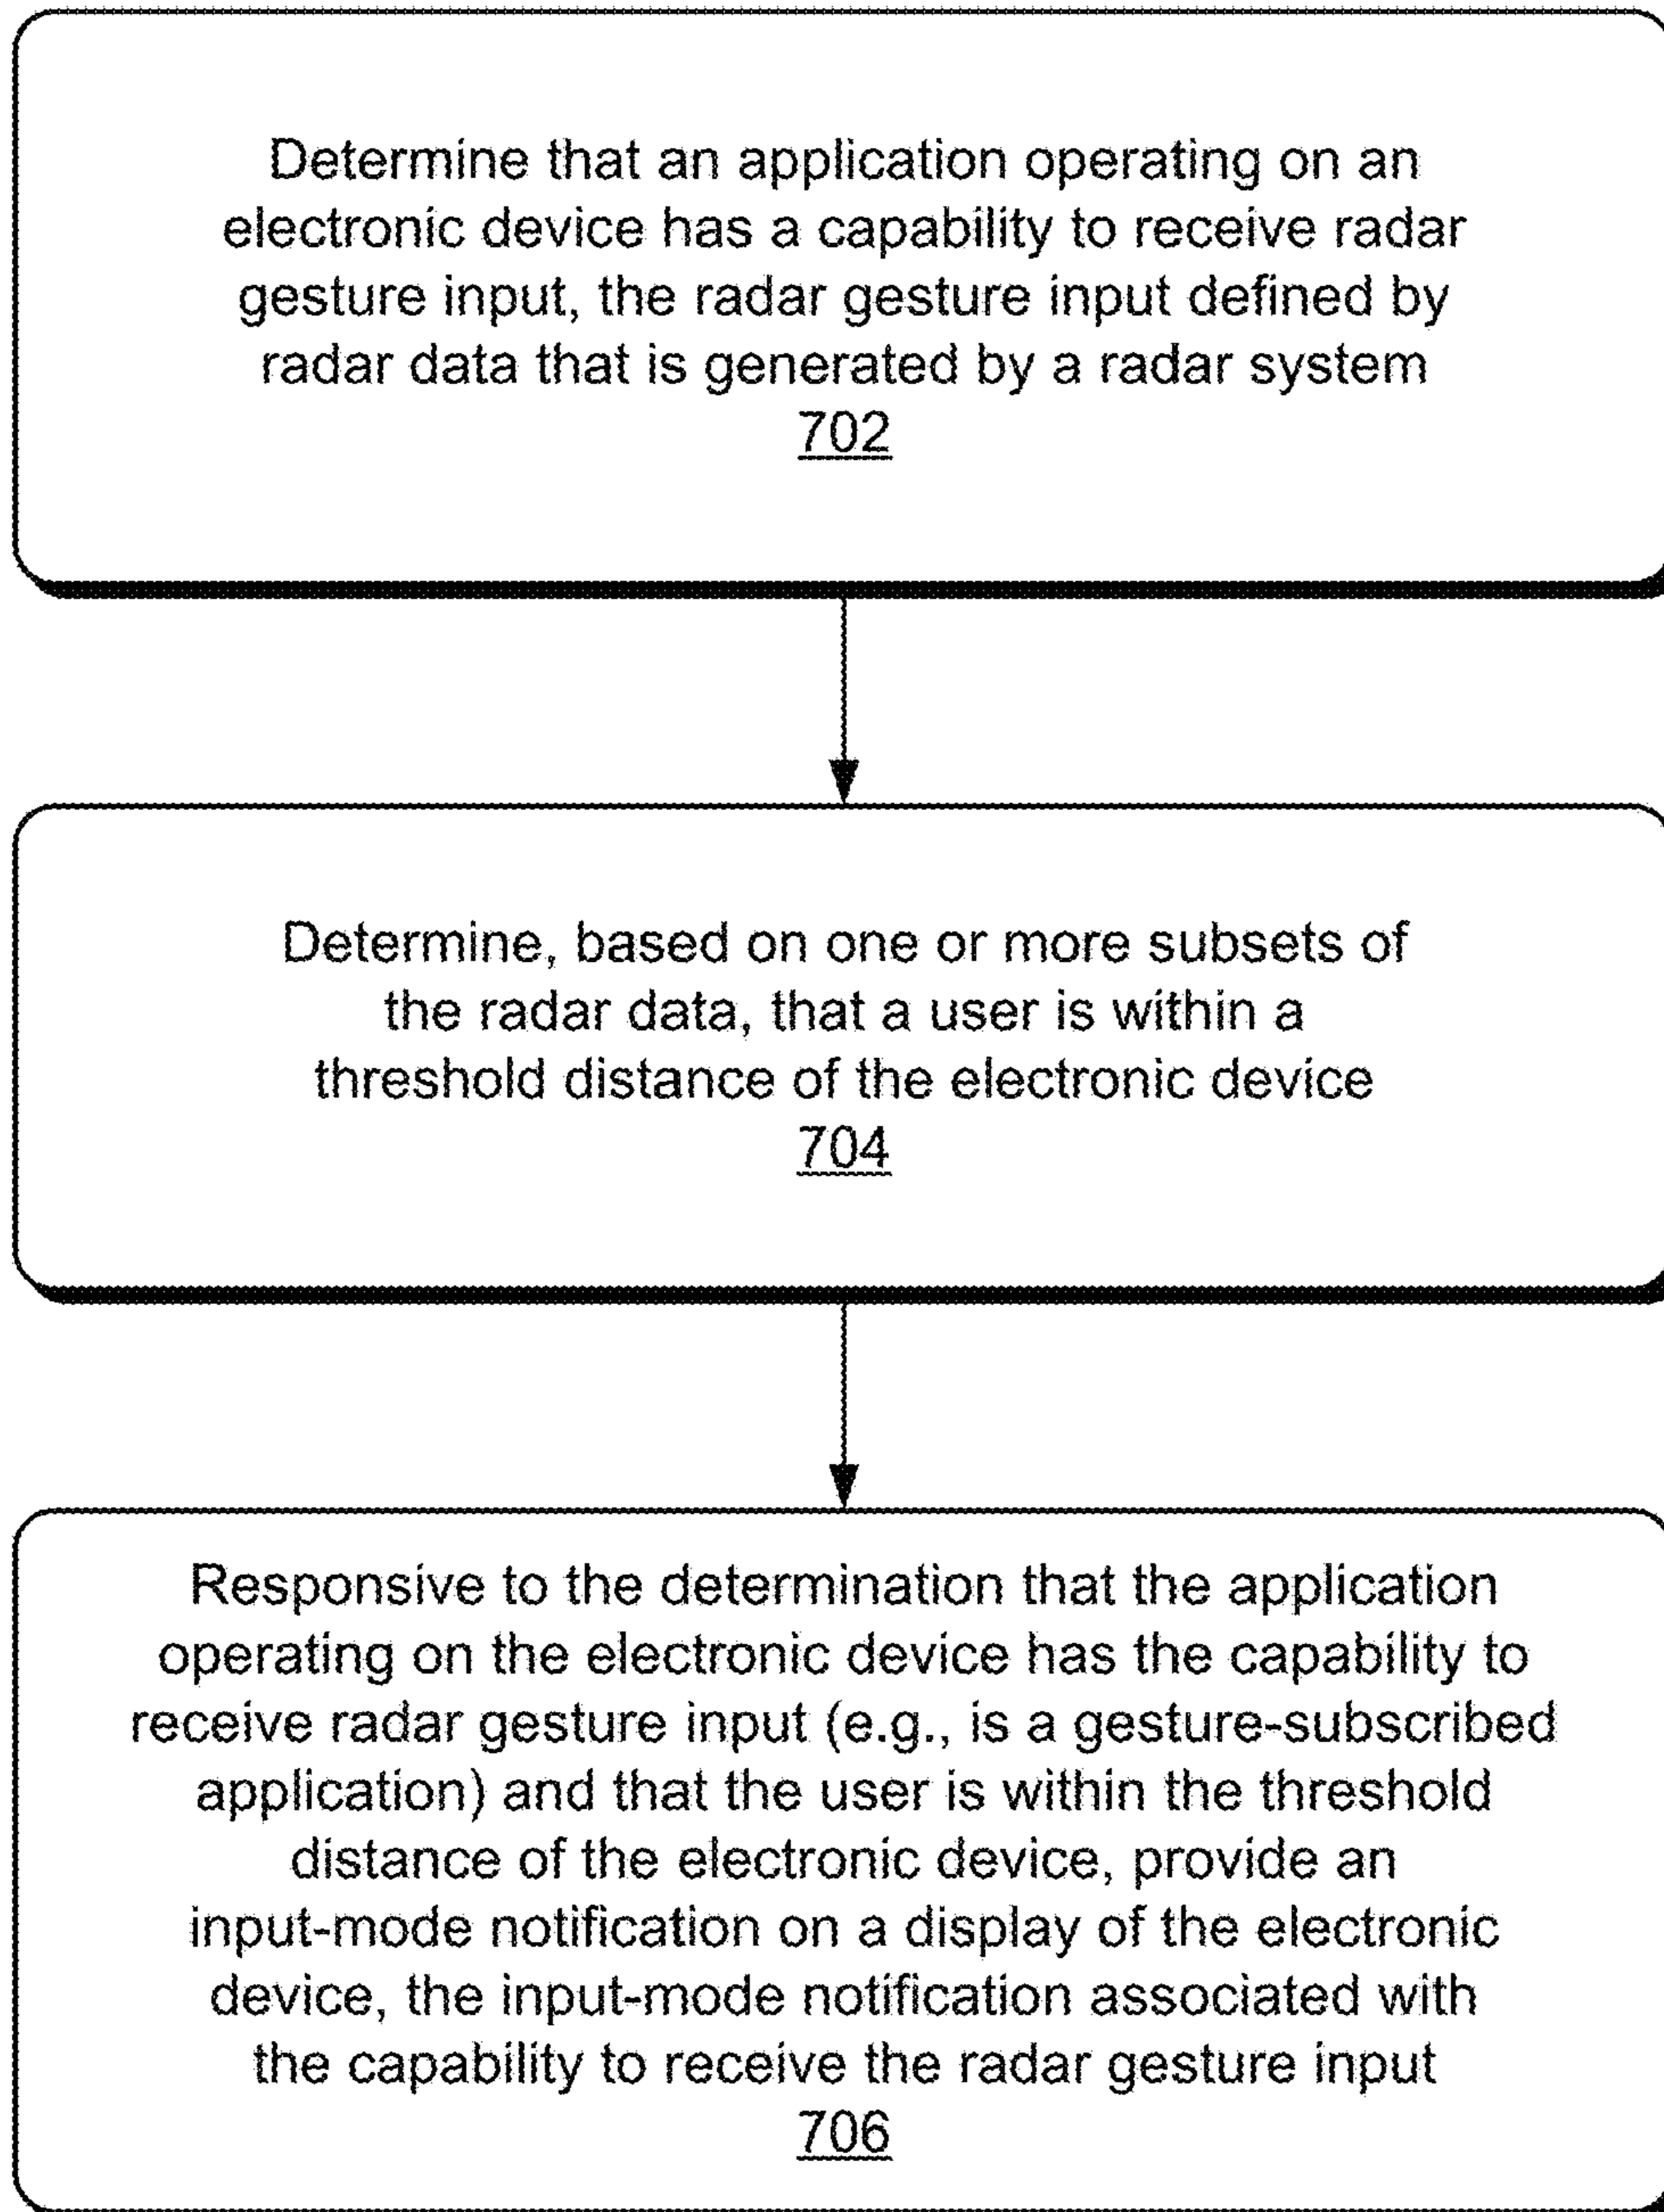 Determine that an application operating on an
electronic device has a capability to receive radar
gesture input, the radar gesture input defined by
radar data that is generated by a radar system
702
Determine, based on one or more subsets of
the radar data, that a user is within a
threshold distance of the electronic device
704
Responsive to the determination that the application
operating on the electronic device has the capability to
receive radar gesture input (e.g., is a gesture-subscribed
application) and that the user is within the threshold
distance of the electronic device, provide an
input-mode notification on a display of the electronic
device, the input-mode notification associated with
the capability to receive the radar gesture input
706